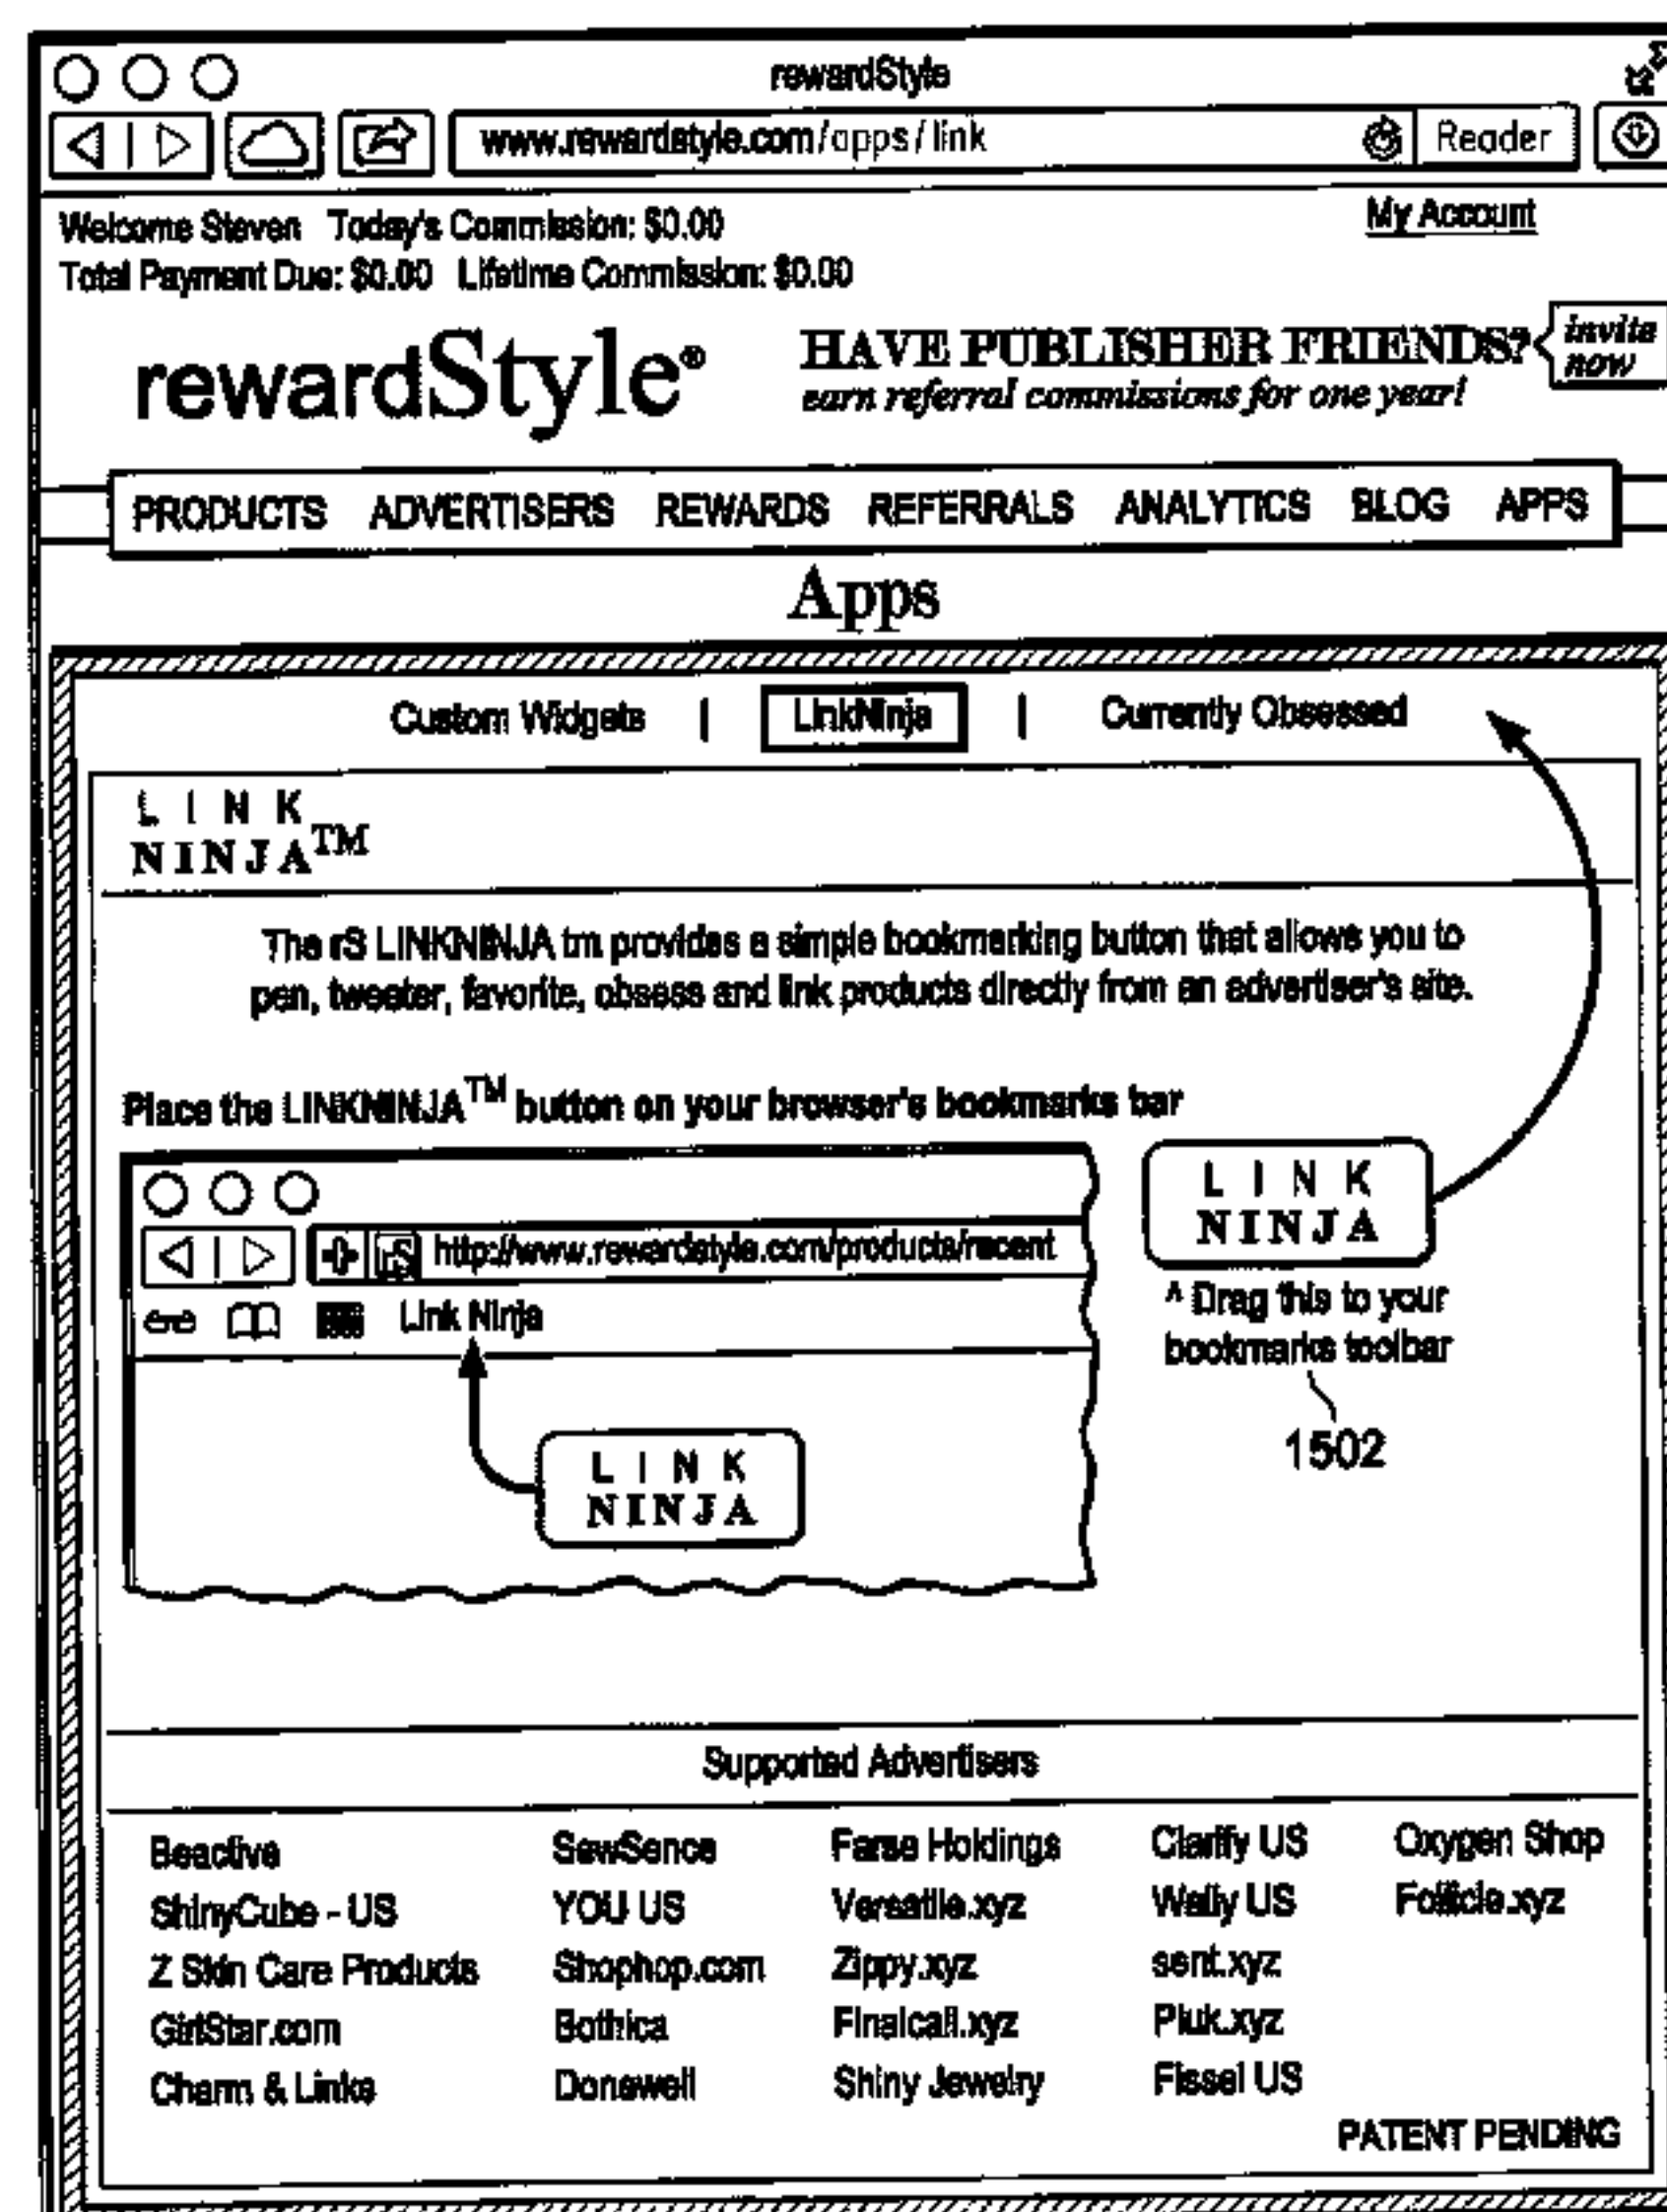 rewardStyle
www.rewardstyle.com/apps/link Reader
Welcome Steven Today's Commission: $0.00 My Account
Total Payment Due: $0.00 Lifetime Commission: $0.00
rewardStyle® HAVE PUBLISHER FRIENDS? invite now
earn referral commissions for one year!
PRODUCTS ADVERTISERS REWARDS REFERRALS ANALYTICS BLOG APPS
Apps
Custom Widgets | LinkNinja | Currently Obsessed
LINK
NINJA™
The rS LINKNINJA tm provides a simple bookmarking button that allows you to
pen, tweeter, favorite, obsess and link products directly from an advertiser's site.
Place the LINKNINJA™ button on your browser's bookmarks bar
rS http://www.rewardstyle.com/products/recent
Link Ninja
LINK
NINJA
LINK
NINJA
^ Drag this to your
bookmarks toolbar
1502
Supported Advertisers
Beactive SewSence Farse Holdings Clarify US Oxygen Shop
ShinyCube - US YOU US Versatile.xyz Wally US Follicle.xyz
Z Skin Care Products Shophop.com Zippy.xyz sent.xyz
GirlStar.com Bothica Finalcall.xyz Pluk.xyz
Charm & Links Donewell Shiny Jewelry Fissel US
PATENT PENDING